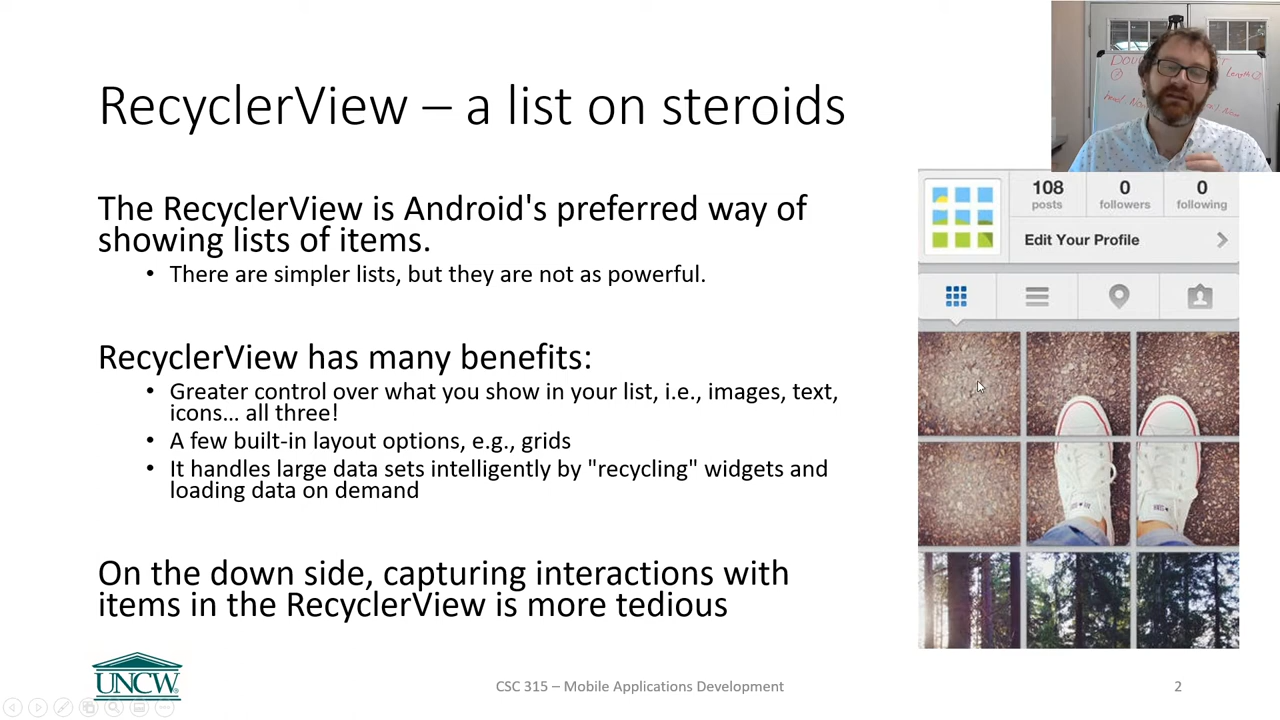 RecyclerView – a list on steroids
The RecyclerView is Android's preferred way of
showing lists of items.
• There are simpler lists, but they are not as powerful.
RecyclerView has many benefits:
• Greater control over what you show in your list, i.e., images, text,
icons… all three!
• A few built-in layout options, e.g., grids
• It handles large data sets intelligently by "recycling" widgets and
loading data on demand
On the down side, capturing interactions with
items in the RecyclerView is more tedious
108 0 0
posts followers following
Edit Your Profile
UNCW
CSC 315 – Mobile Applications Development
2